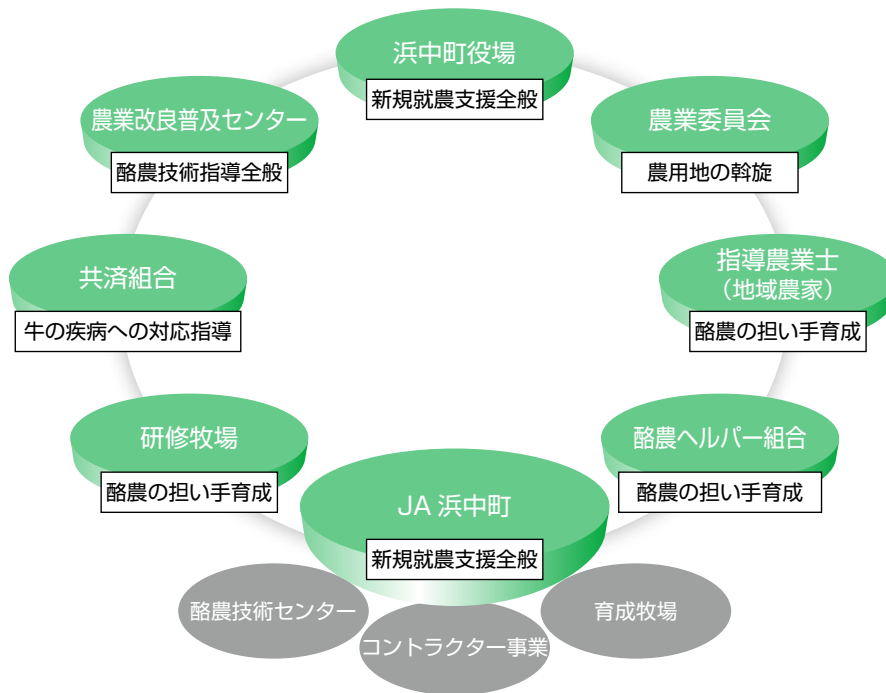 浜中町役場
新規就農支援全般
農業改良普及センター
酪農技術指導全般
農業委員会
農用地の斡旋
共済組合
牛の疾病への対応指導
指導農業士
（地域農家）
酪農の担い手育成
研修牧場
酪農の担い手育成
酪農ヘルパー組合
酪農の担い手育成
JA 浜中町
新規就農支援全般
酪農技術センター
コントラクター事業
育成牧場